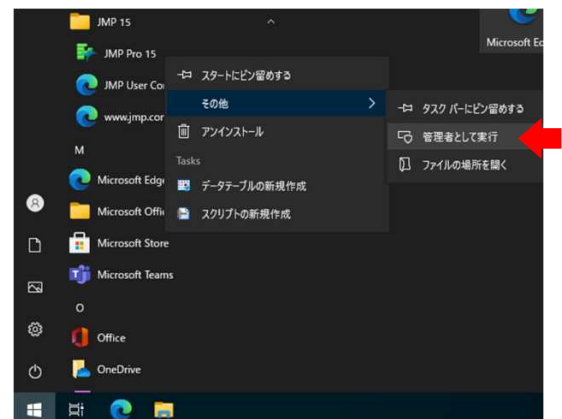 JMP 15
JMP Pro 15
JMP User Co
www.jmp.cor
M
Microsoft Edge
Microsoft Offi
Microsoft Store
Microsoft Teams
O
Office
OneDrive
スタートにピン留めする
その他
アンインストール
Tasks
データテーブルの新規作成
スクリプトの新規作成
タスク バーにピン留めする
管理者として実行
ファイルの場所を開く
Microsoft Ed